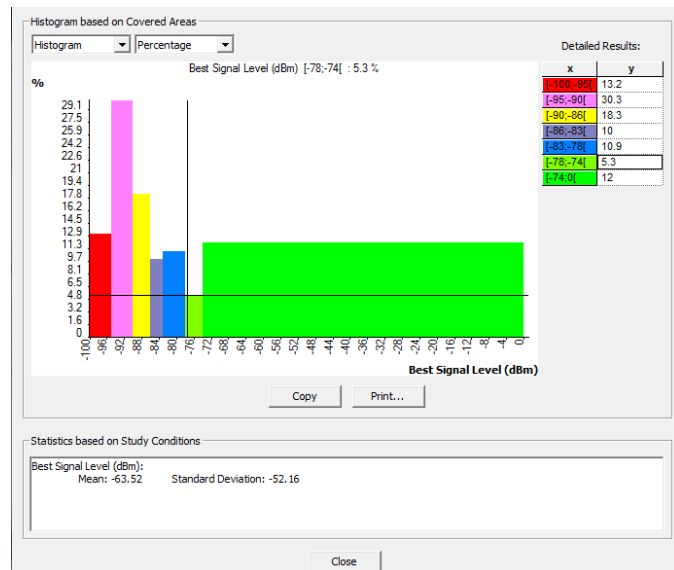 Histogram based on Covered Areas
Histogram
Percentage
Detailed Results:
Best Signal Level (dBm) [-78;-74[ : 5.3 %
%
29.1
27.5
25.9
24.2
22.6
21
19.4
17.8
16.2
14.5
12.9
11.3
9.7
8.1
6.5
4.8
3.2
1.6
0
-100 -96 -92 -88 -84 -80 -76 -72 -68 -64 -60 -56 -52 -48 -44 -40 -36 -32 -28 -24 -20 -16 -12 -8 -4 0
Best Signal Level (dBm)
x y
[-100;-95[ 13.2
[-95;-90[ 30.3
[-90;-86[ 18.3
[-86;-83[ 10
[-83;-78[ 10.9
[-78;-74[ 5.3
[-74;0[ 12
Copy Print...
Statistics based on Study Conditions
Best Signal Level (dBm):
Mean: -63.52 Standard Deviation: -52.16
Close